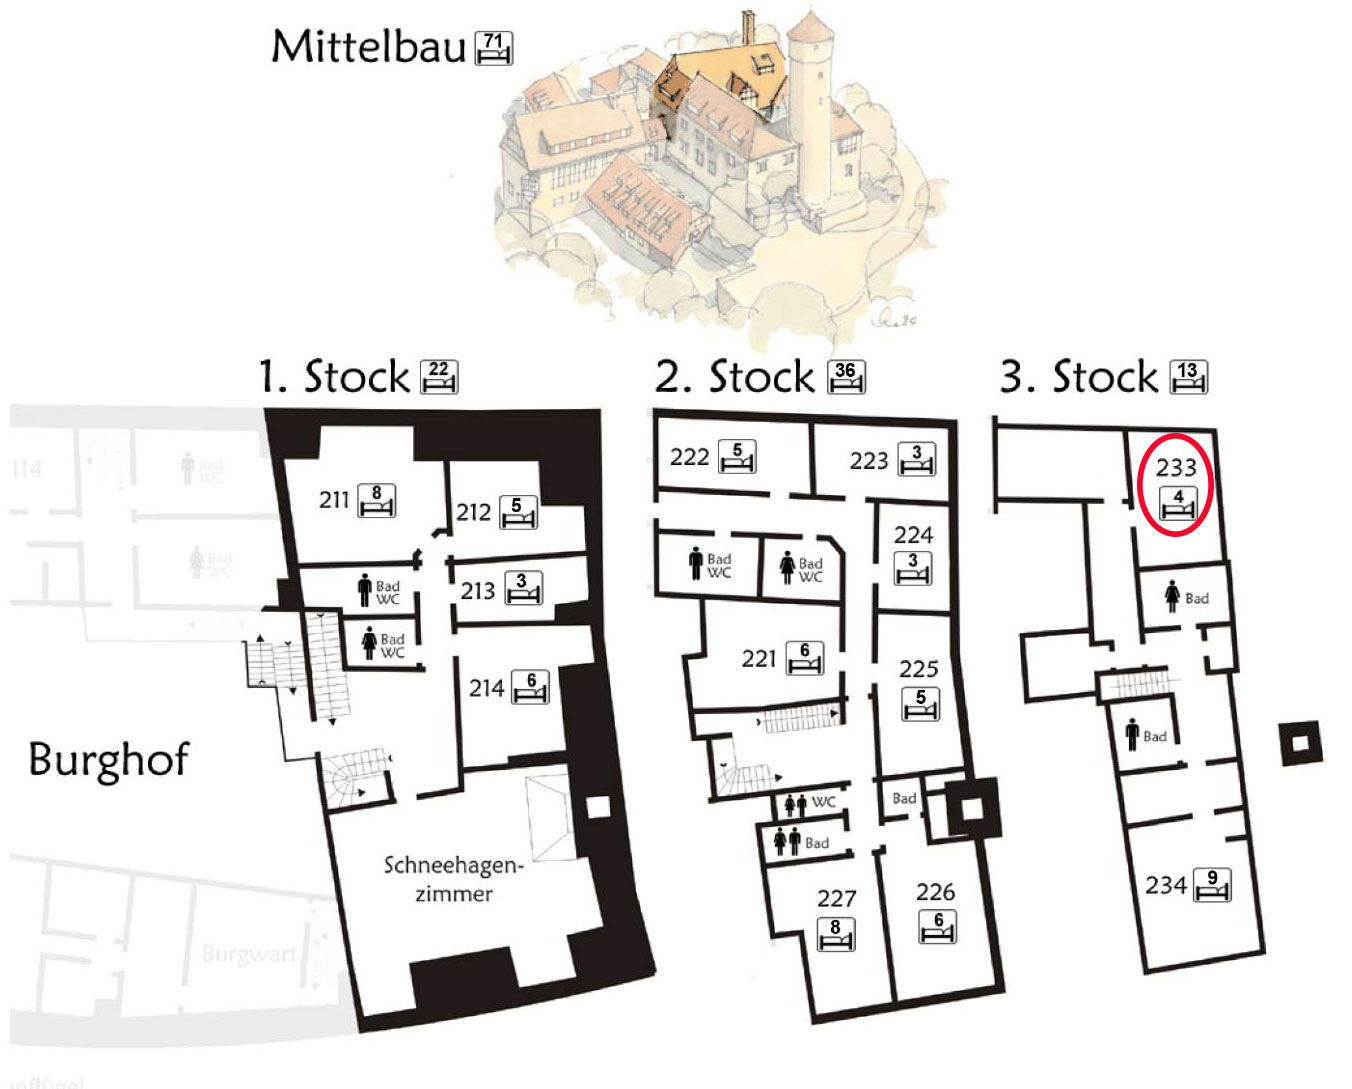 Mittelbau 71
1. Stock 22
2. Stock 36
3. Stock 13
114
Bad
WC
Bad
WC
211 8
212 5
213 3
Bad
WC
Bad
WC
214 6
Burghof
Schneehagen-
zimmer
Burgwart
222 5
223 3
224
3
Bad
WC
Bad
WC
221 6
225
5
WC
Bad
Bad
227
8
226
6
233
4
Bad
Bad
234 9